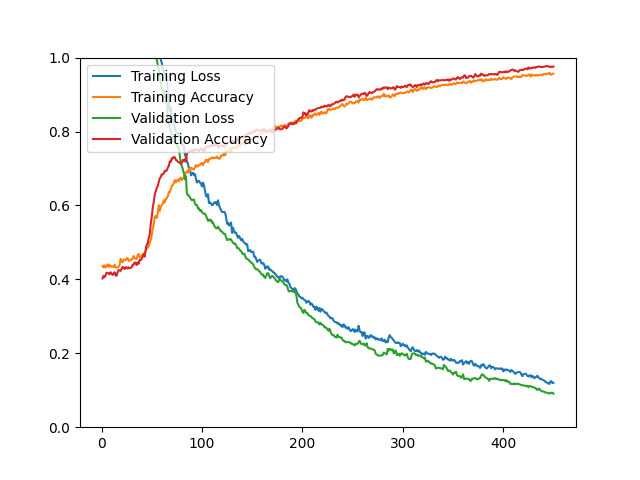 Training Loss
Training Accuracy
Validation Loss
Validation Accuracy
1.0
0.8
0.6
0.4
0.2
0.0
0 100 200 300 400